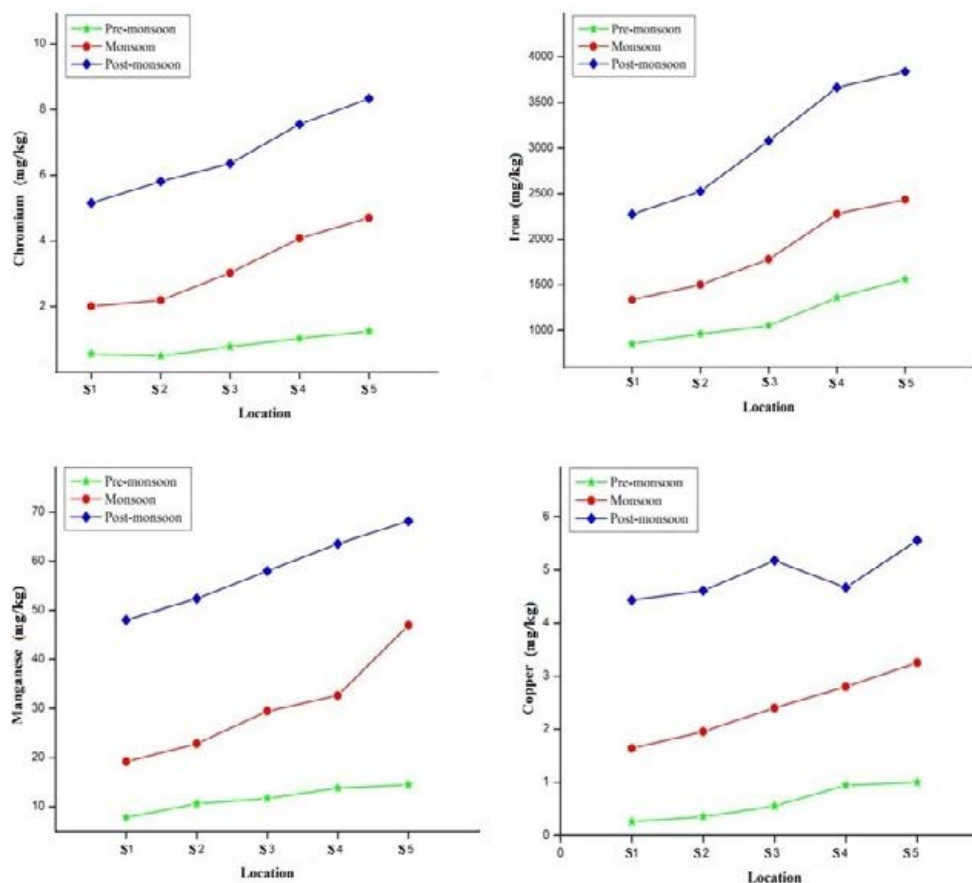 Pre-monsoon
Monsoon
Post-monsoon
10
8
6
4
2
Chromium (mg/kg)
S1 S2 S3 S4 S5
Location
Pre-monsoon
Monsoon
Post-monsoon
4000
3500
3000
2500
2000
1500
1000
Iron (mg/kg)
S1 S2 S3 S4 S5
Location
Pre-monsoon
Monsoon
Post-monsoon
70
60
50
40
30
20
10
Manganese (mg/kg)
S1 S2 S3 S4 S5
Location
Pre-monsoon
Monsoon
Post-monsoon
6
5
4
3
2
1
0
Copper (mg/kg)
0 S1 S2 S3 S4 S5
Location